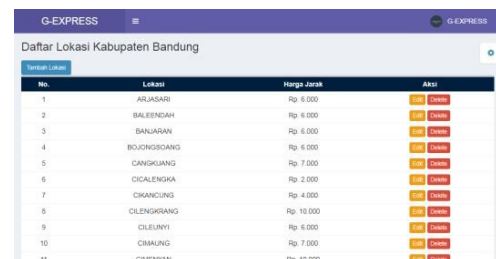 G-EXPRESS G-EXPRESS
Daftar Lokasi Kabupaten Bandung
Tambah Lokasi
No. Lokasi Harga Jarak Aksi
1 ARJASARI Rp. 6.000 Edit Delete
2 BALEENDAH Rp. 6.000 Edit Delete
3 BANJARAN Rp. 6.000 Edit Delete
4 BOJONGSOANG Rp. 6.000 Edit Delete
5 CANGKUANG Rp. 7.000 Edit Delete
6 CICALENGKA Rp. 2.000 Edit Delete
7 CIKANCUNG Rp. 4.000 Edit Delete
8 CILENGKRANG Rp. 10.000 Edit Delete
9 CILEUNYI Rp. 6.000 Edit Delete
10 CIMAUNG Rp. 7.000 Edit Delete